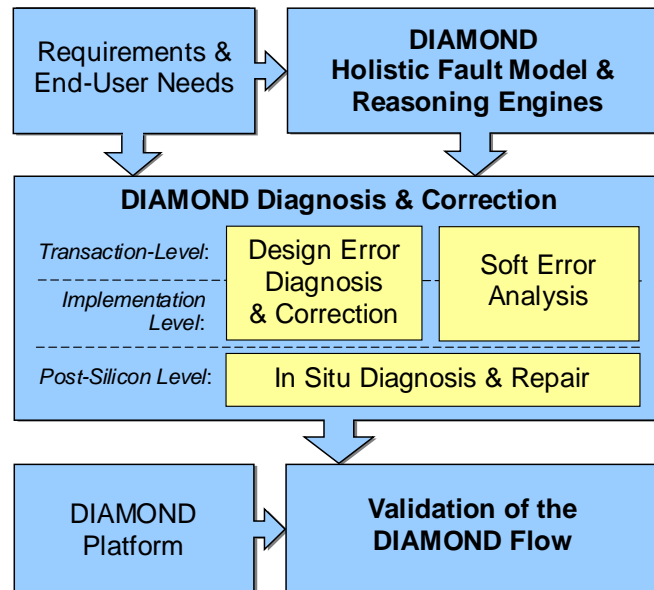 Requirements &
End-User Needs
DIAMOND
Holistic Fault Model &
Reasoning Engines
DIAMOND Diagnosis & Correction
Transaction-Level:
Design Error
Diagnosis
& Correction
Soft Error
Analysis
Implementation
Level:
Post-Silicon Level:
In Situ Diagnosis & Repair
DIAMOND
Platform
Validation of the
DIAMOND Flow